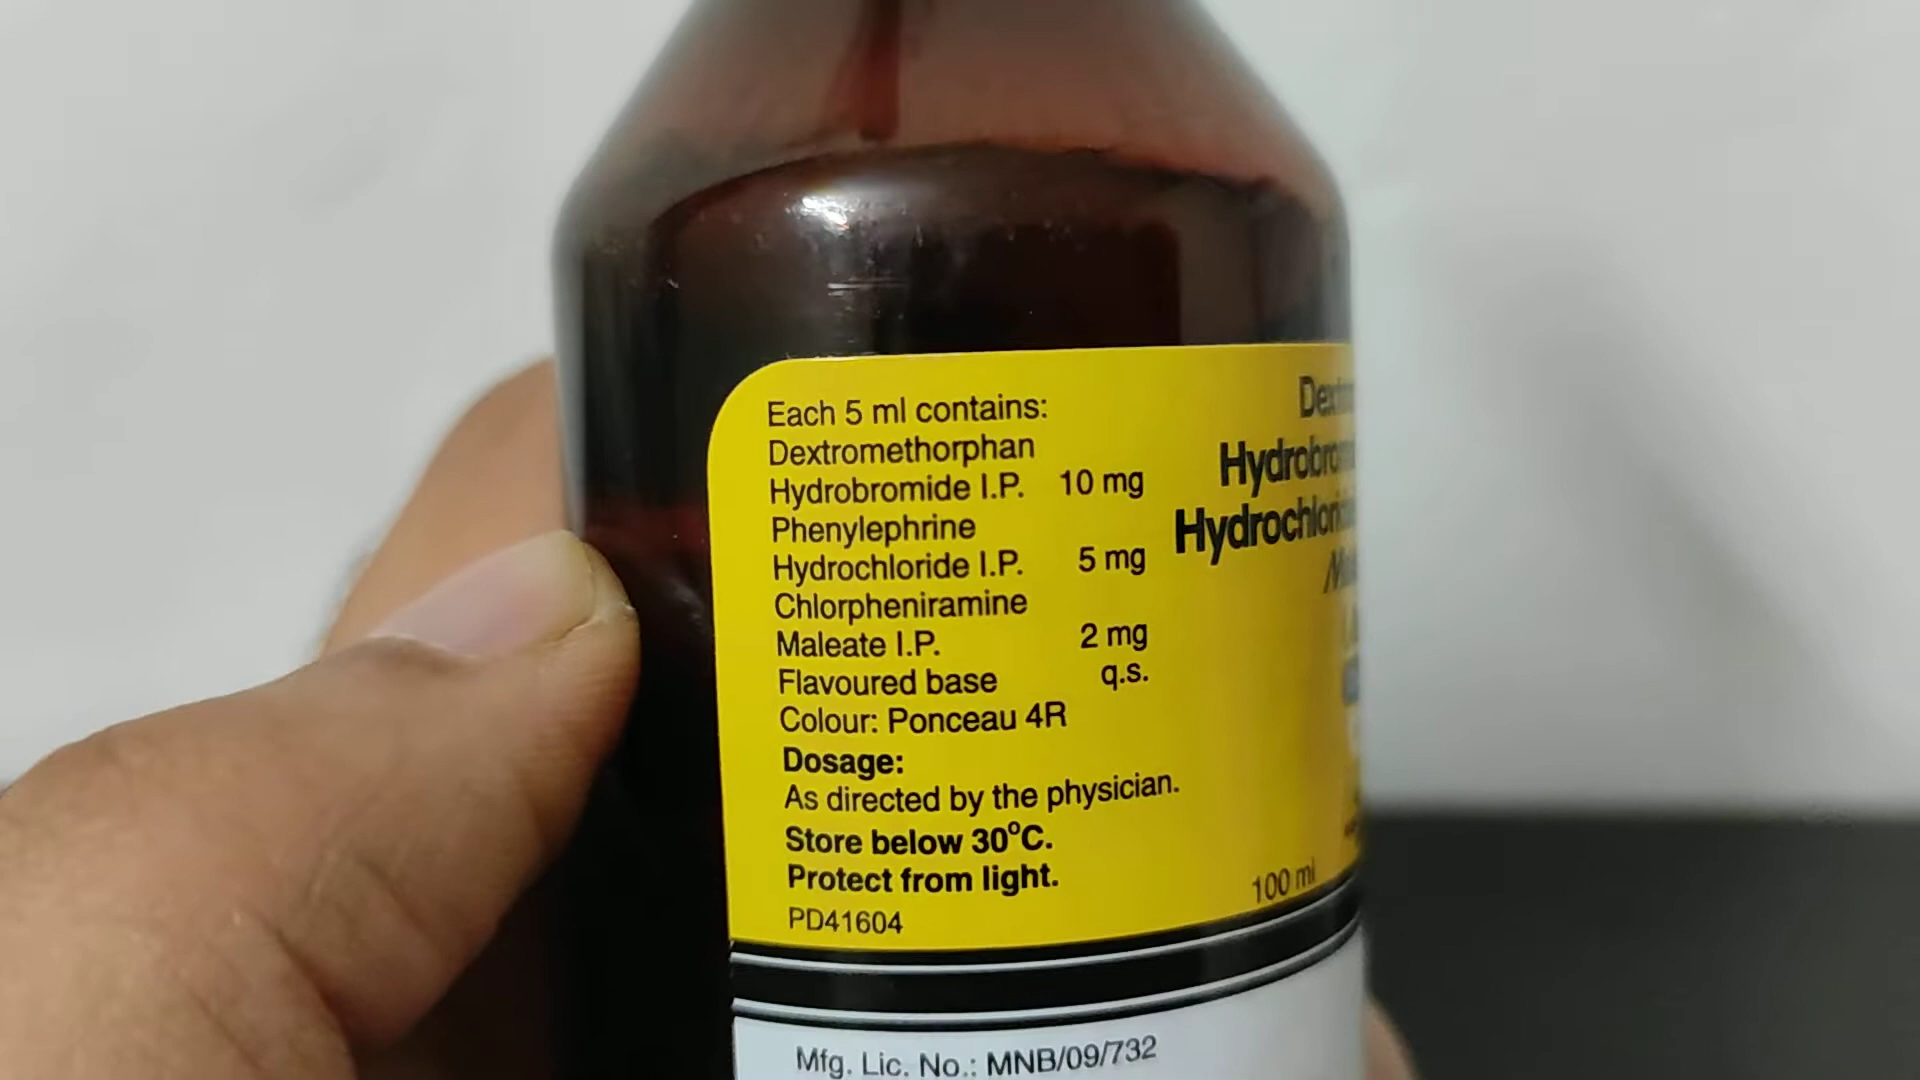 Each 5 ml contains:
Dextromethorphan
Hydrobromide I.P. 10 mg
Phenylephrine
Hydrochloride I.P. 5 mg
Chlorpheniramine
Maleate I.P. 2 mg
Flavoured base q.s.
Colour: Ponceau 4R
Dosage:
As directed by the physician.
Store below 30°C.
Protect from light.
PD41604
100 ml
Mfg. Lic. No.: MNB/09/732